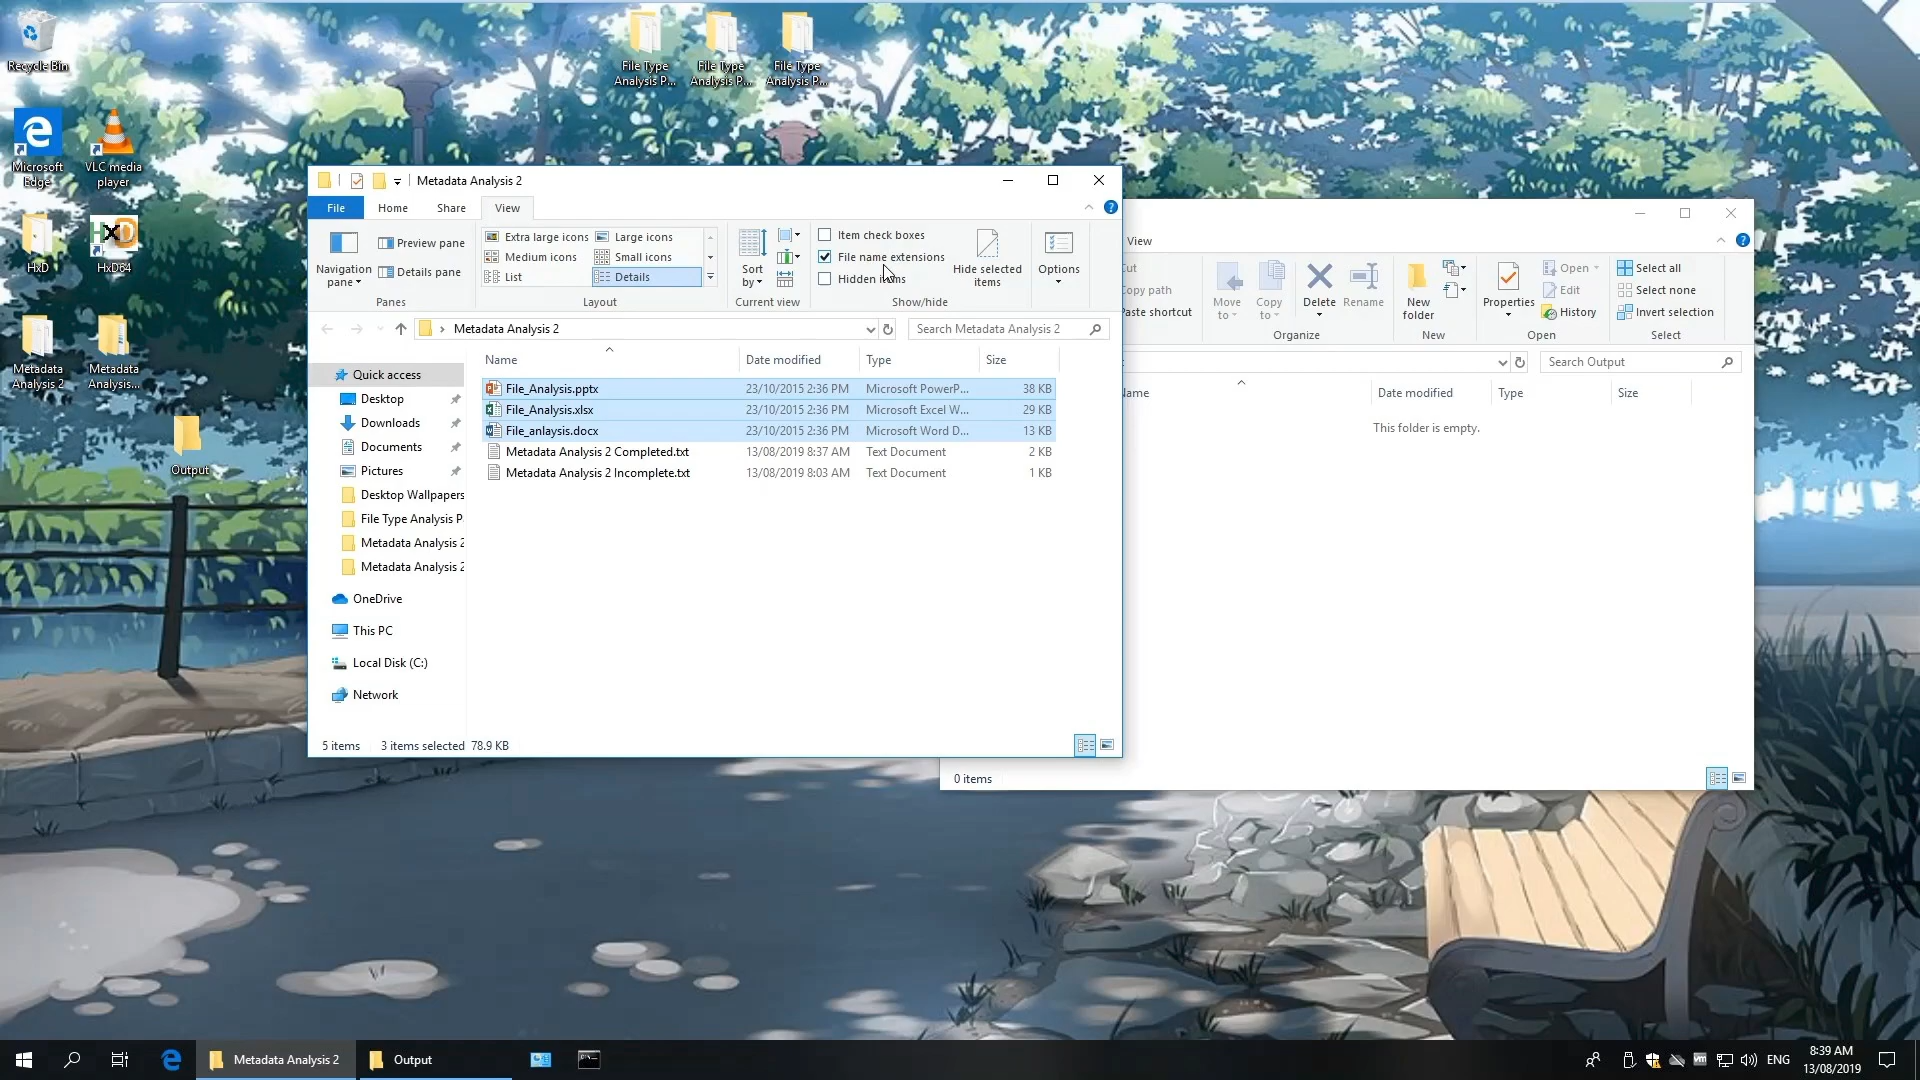 Recycle Bin
File Type
Analysis P...
File Type
Analysis P...
File Type
Analysis P...
Microsoft
Edge
VLC media
player
HxD
HxD64
Metadata
Analysis 2
Metadata
Analysis...
Output
Metadata Analysis 2
File
Home
Share
View
Navigation
pane
Preview pane
Details pane
Panes
Extra large icons
Large icons
Medium icons
Small icons
List
Details
Layout
Sort
by
Current view
Item check boxes
File name extensions
Hidden items
Show/hide
Hide selected
items
Options
Metadata Analysis 2
Search Metadata Analysis 2
Quick access
Desktop
Downloads
Documents
Pictures
Desktop Wallpapers
File Type Analysis P
Metadata Analysis 2
Metadata Analysis 2
OneDrive
This PC
Local Disk (C:)
Network
Name
Date modified
Type
Size
File_Analysis.pptx 23/10/2015 2:36 PM Microsoft PowerP... 38 KB
File_Analysis.xlsx 23/10/2015 2:36 PM Microsoft Excel W... 29 KB
File_anlaysis.docx 23/10/2015 2:36 PM Microsoft Word D... 13 KB
Metadata Analysis 2 Completed.txt 13/08/2019 8:37 AM Text Document 2 KB
Metadata Analysis 2 Incomplete.txt 13/08/2019 8:03 AM Text Document 1 KB
5 items 3 items selected 78.9 KB
View
ut
opy path
aste shortcut
Move
to
Copy
to
Delete
Rename
Organize
New
folder
New
Properties
Open
Edit
History
Open
Select all
Select none
Invert selection
Select
Search Output
ame
Date modified
Type
Size
This folder is empty.
0 items
Metadata Analysis 2
Output
vm
ENG
8:39 AM
13/08/2019